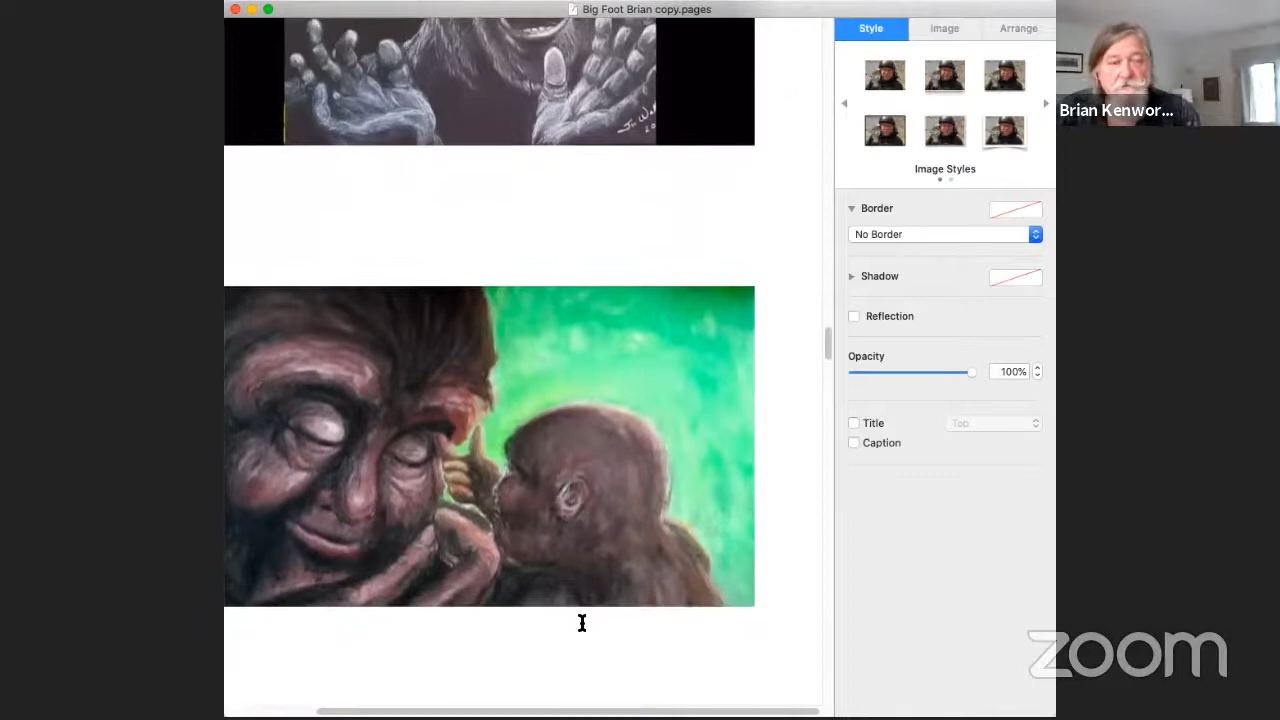 Big Foot Brian copy.pages
Style
Image
Arrange
Brian Kenwor...
Image Styles
Border
No Border
Shadow
Reflection
Opacity
100%
Title
Top
Caption
zoom